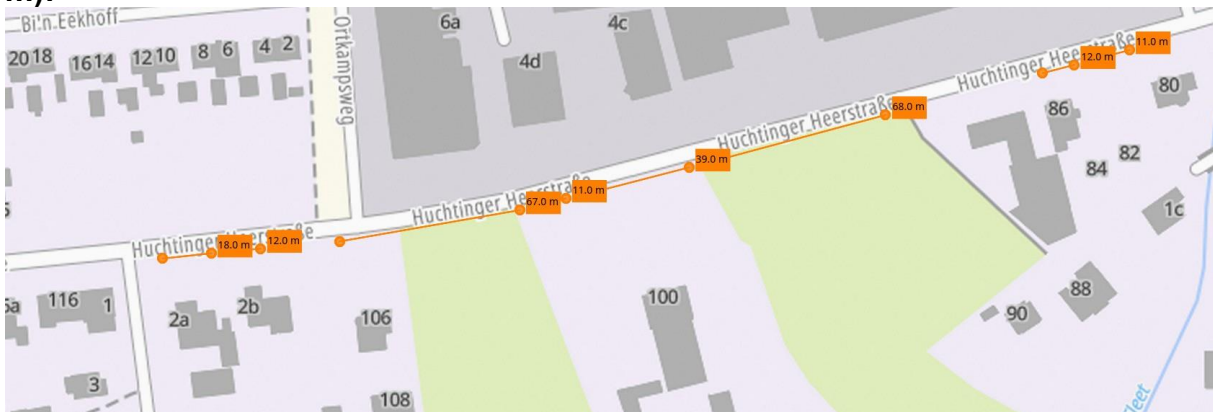 Bi'n Eekhoff
20 18
16 14
12 10
8 6
4 2
Ortkampsweg
6a
4d
4c
Huchtinger Heerstraße
11.0 m
12.0 m
80
86
84
82
1c
68.0 m
Huchtinger Heerstraße
39.0 m
Huchtinger Heerstraße
11.0 m
67.0 m
Huchtinger Heerstraße
18.0 m
12.0 m
116
1
3
2a
2b
106
108
100
90
88